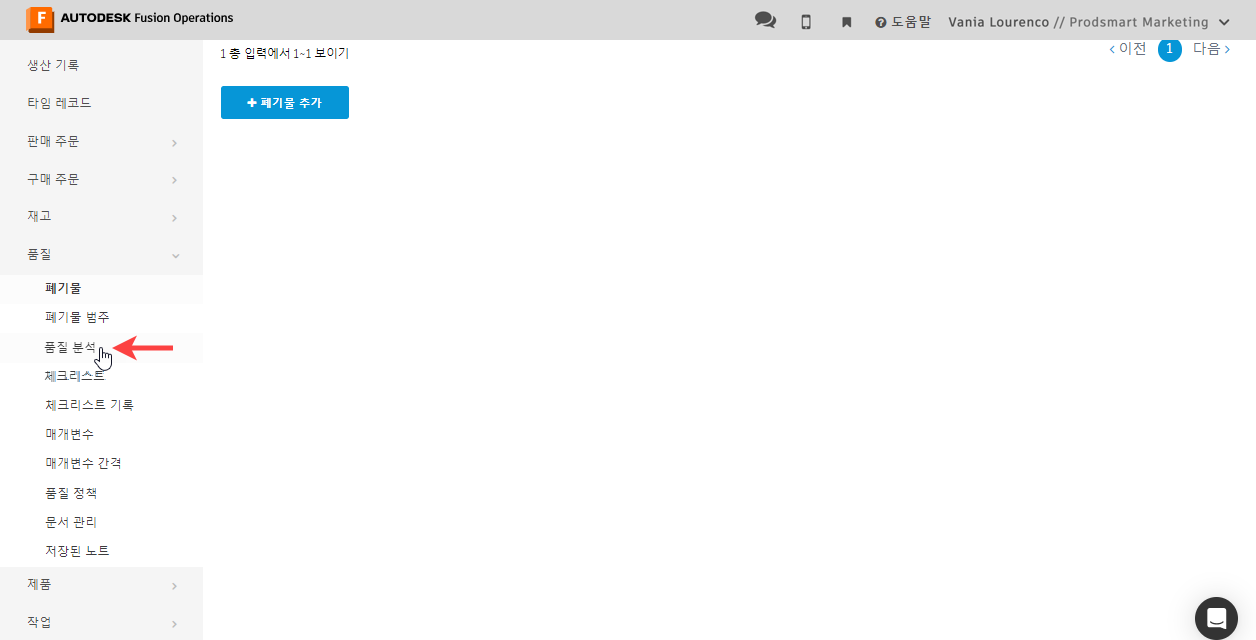 F AUTODESK Fusion Operations
도움말
Vania Lourenco // Prodsmart Marketing
생산 기록
타임 레코드
판매 주문
구매 주문
재고
품질
폐기물
폐기물 범주
품질 분석
체크리스트
체크리스트 기록
매개변수
매개변수 간격
품질 정책
문서 관리
저장된 노트
제품
작업
1 총 입력에서 1~1 보이기
이전 1 다음
+ 폐기물 추가